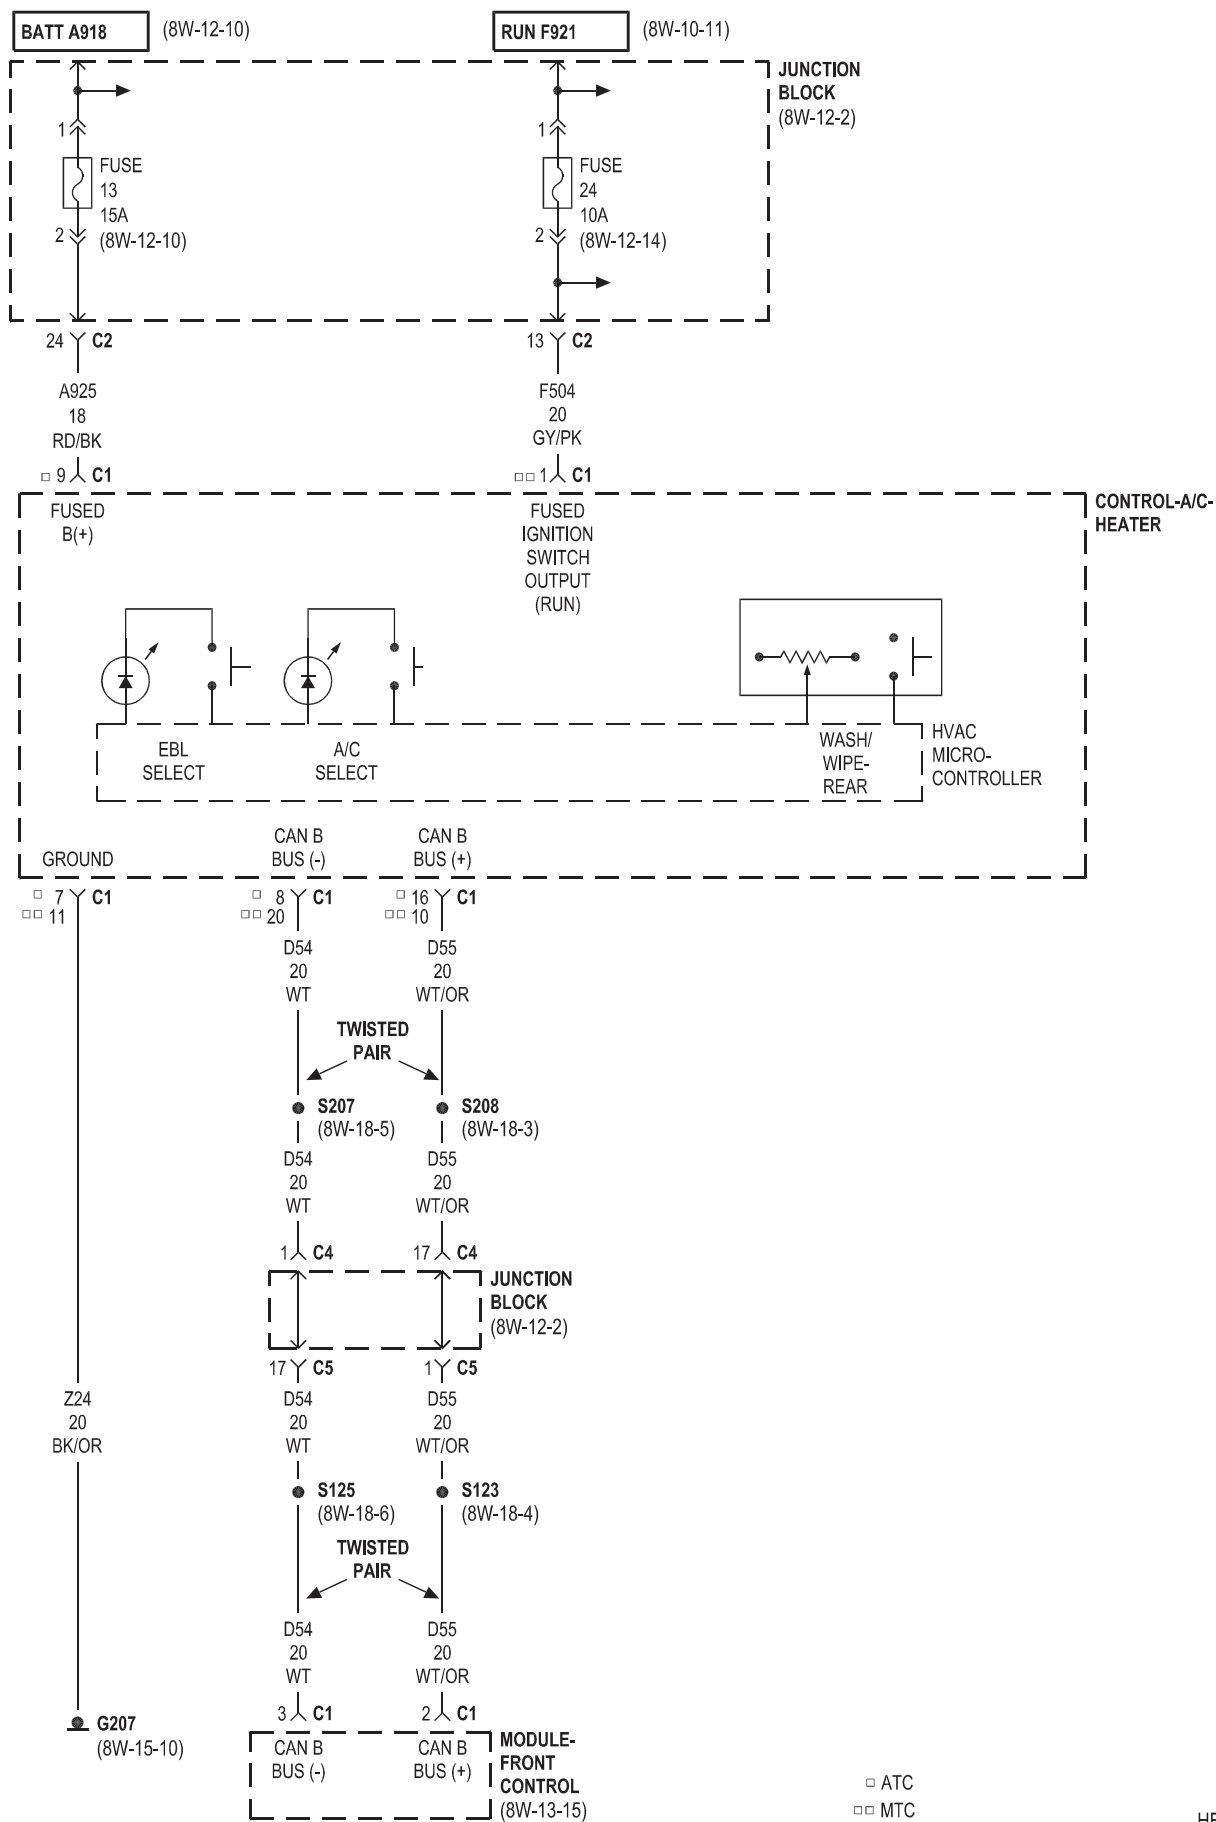 BATT A918 (8W-12-10)
RUN F921 (8W-10-11)
JUNCTION
BLOCK
(8W-12-2)
1
FUSE
13
15A
2
(8W-12-10)
1
FUSE
24
10A
2
(8W-12-14)
24 C2
13 C2
A925
18
RD/BK
F504
20
GY/PK
□ 9 C1
□□ 1 C1
CONTROL-A/C-
HEATER
FUSED
B(+)
FUSED
IGNITION
SWITCH
OUTPUT
(RUN)
EBL
SELECT
A/C
SELECT
WASH/
WIPE-
REAR
HVAC
MICRO-
CONTROLLER
GROUND
CAN B
BUS (-)
CAN B
BUS (+)
□ 7 C1
□□ 11
□ 8 C1
□□ 20
□ 16 C1
□□ 10
D54
20
WT
D55
20
WT/OR
TWISTED
PAIR
S207
(8W-18-5)
S208
(8W-18-3)
D54
20
WT
D55
20
WT/OR
1 C4
17 C4
JUNCTION
BLOCK
(8W-12-2)
17 C5
1 C5
Z24
20
BK/OR
D54
20
WT
D55
20
WT/OR
S125
(8W-18-6)
S123
(8W-18-4)
TWISTED
PAIR
D54
20
WT
D55
20
WT/OR
3 C1
2 C1
G207
(8W-15-10)
CAN B
BUS (-)
CAN B
BUS (+)
MODULE-
FRONT
CONTROL
(8W-13-15)
□ ATC
□□ MTC